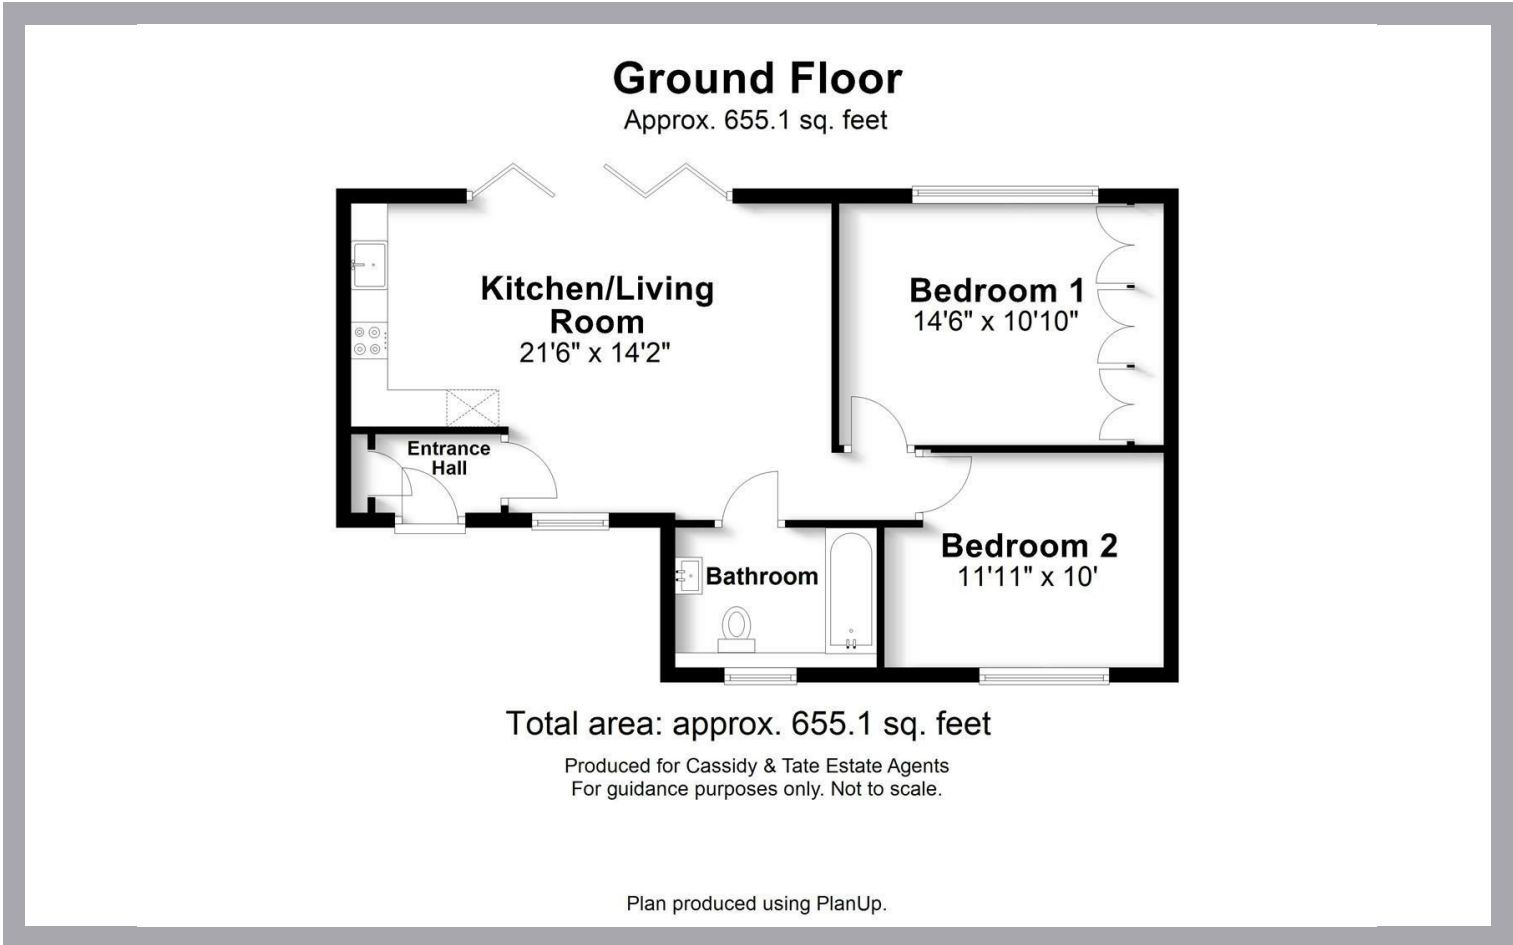 Ground Floor
Approx. 655.1 sq. feet
Kitchen/Living
Room
21'6" x 14'2"
Bedroom 1
14'6" x 10'10"
Entrance
Hall
Bathroom
Bedroom 2
11'11" x 10'
Total area: approx. 655.1 sq. feet
Produced for Cassidy & Tate Estate Agents
For guidance purposes only. Not to scale.
Plan produced using PlanUp.